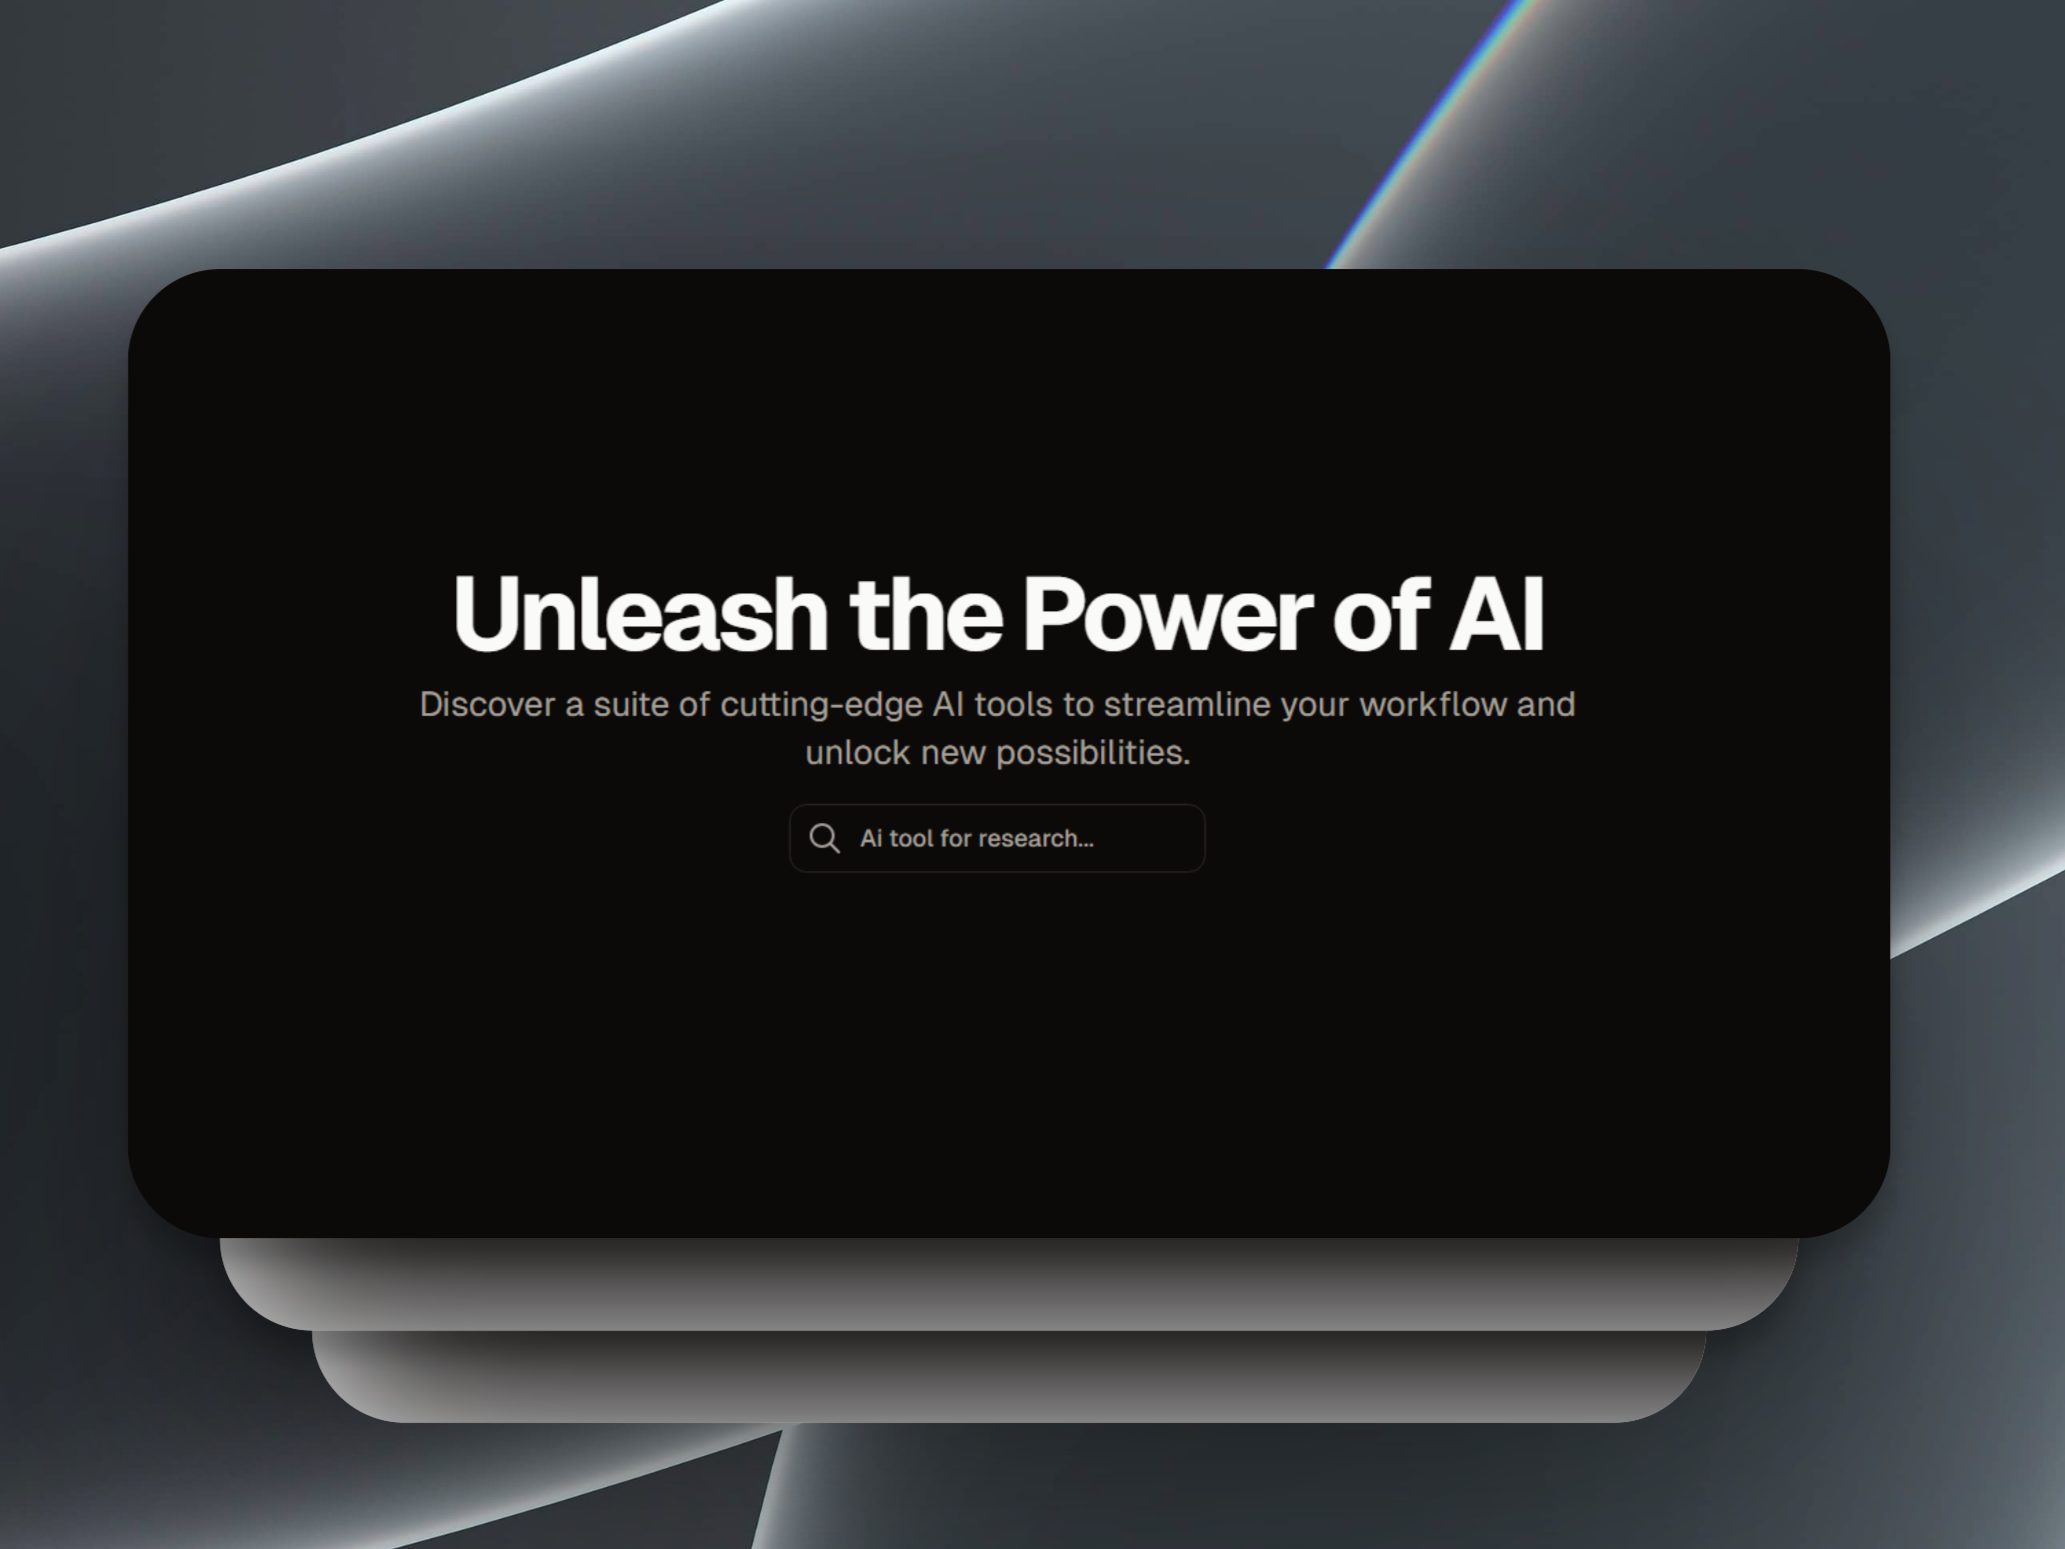 Unleash the Power of AI
Discover a suite of cutting-edge AI tools to streamline your workflow and
unlock new possibilities.
Ai tool for research...